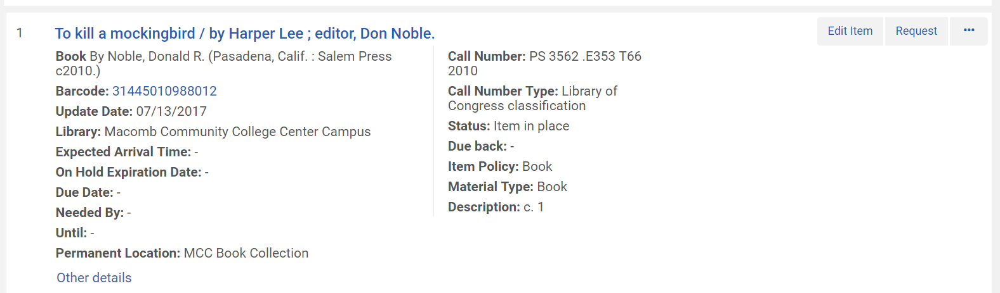 1
To kill a mockingbird / by Harper Lee ; editor, Don Noble.
Edit Item
Request
•••
Book By Noble, Donald R. (Pasadena, Calif. : Salem Press
c2010.)
Barcode: 31445010988012
Update Date: 07/13/2017
Library: Macomb Community College Center Campus
Expected Arrival Time: -
On Hold Expiration Date: -
Due Date: -
Needed By: -
Until: -
Permanent Location: MCC Book Collection
Other details
Call Number: PS 3562 .E353 T66
2010
Call Number Type: Library of
Congress classification
Status: Item in place
Due back: -
Item Policy: Book
Material Type: Book
Description: c. 1